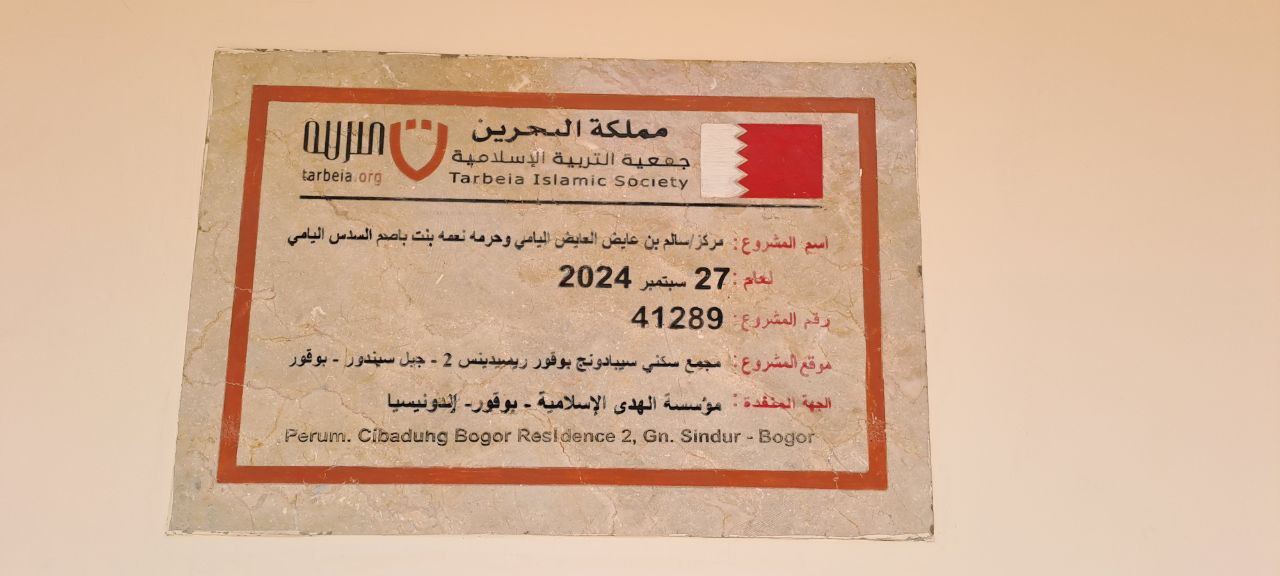 مملكة البحرين
جمعية التربية الإسلامية
Tarbeia Islamic Society
التربية
tarbeia.org
اسم المشروع: مركز/سالم بن عايض العايض اليامي وحرمه نعمه بنت باصم السدس اليامي
لعام: 27 سبتمبر 2024
رقم المشروع: 41289
موقع المشروع: مجمع سكني سيبادونج بوقور ريسيدينس 2 - جبل سيندور - بوقور
الجهة المنفذة: مؤسسة الهدى الإسلامية - بوقور- إندونيسيا
Perum. Cibadung Bogor Residence 2, Gn. Sindur - Bogor